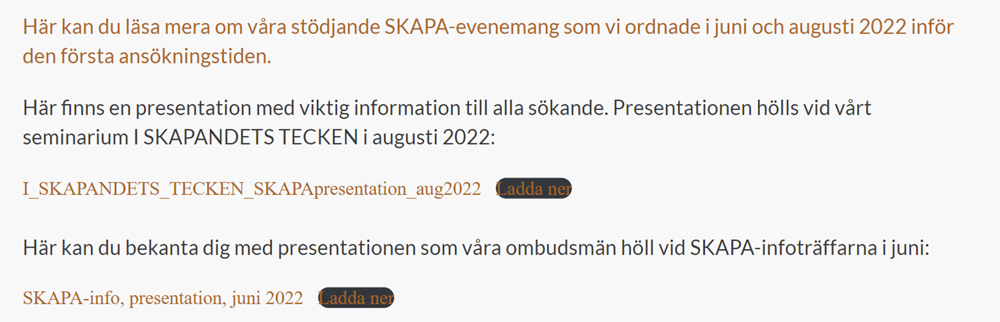 Här kan du läsa mera om våra stödjande SKAPA-evenemang som vi ordnade i juni och augusti 2022 inför
den första ansökningstiden.
Här finns en presentation med viktig information till alla sökande. Presentationen hölls vid vårt
seminarium I SKAPANDETS TECKEN i augusti 2022:
I_SKAPANDETS_TECKEN_SKAPApresentation_aug2022 Ladda ner
Här kan du bekanta dig med presentationen som våra ombudsmän höll vid SKAPA-infoträffarna i juni:
SKAPA-info, presentation, juni 2022 Ladda ner